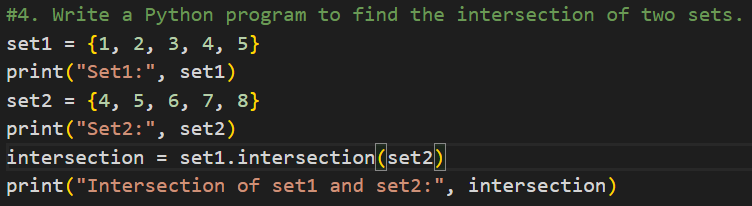 #4. Write a Python program to find the intersection of two sets.
set1 = {1, 2, 3, 4, 5}
print("Set1:", set1)
set2 = {4, 5, 6, 7, 8}
print("Set2:", set2)
intersection = set1.intersection(set2)
print("Intersection of set1 and set2:", intersection)